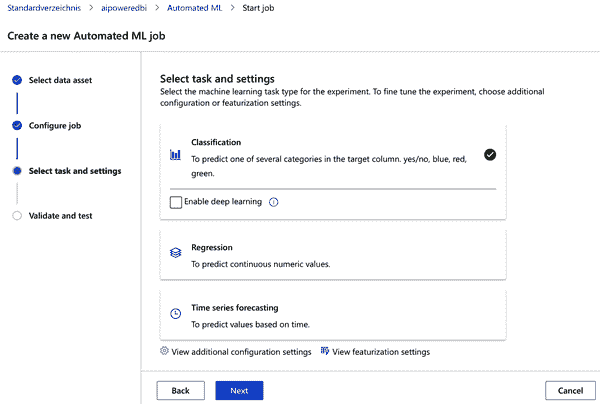 Standardverzeichnis > aipoweredbi > Automated ML > Start job
Create a new Automated ML job
Select data asset
Configure job
Select task and settings
Validate and test
Select task and settings
Select the machine learning task type for the experiment. To fine tune the experiment, choose additional
configuration or featurization settings.
Classification
To predict one of several categories in the target column. yes/no, blue, red,
green.
Enable deep learning
Regression
To predict continuous numeric values.
Time series forecasting
To predict values based on time.
View additional configuration settings View featurization settings
Back Next Cancel